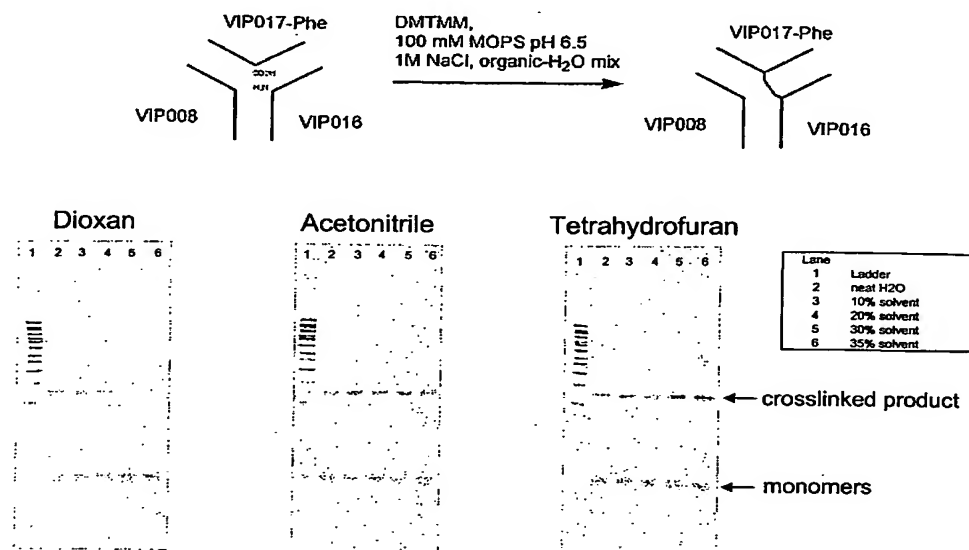 VIP017-Phe
COOH
H₂N
VIP008
VIP016
DMTMM,
100 mM MOPS pH 6.5
1M NaCl, organic-H₂O mix
VIP017-Phe
VIP008
VIP016
Dioxan
1 2 3 4 5 6
Acetonitrile
1 2 3 4 5 6
Tetrahydrofuran
1 2 3 4 5 6
Lane
1 Ladder
2 neat H2O
3 10% solvent
4 20% solvent
5 30% solvent
6 35% solvent
crosslinked product
monomers